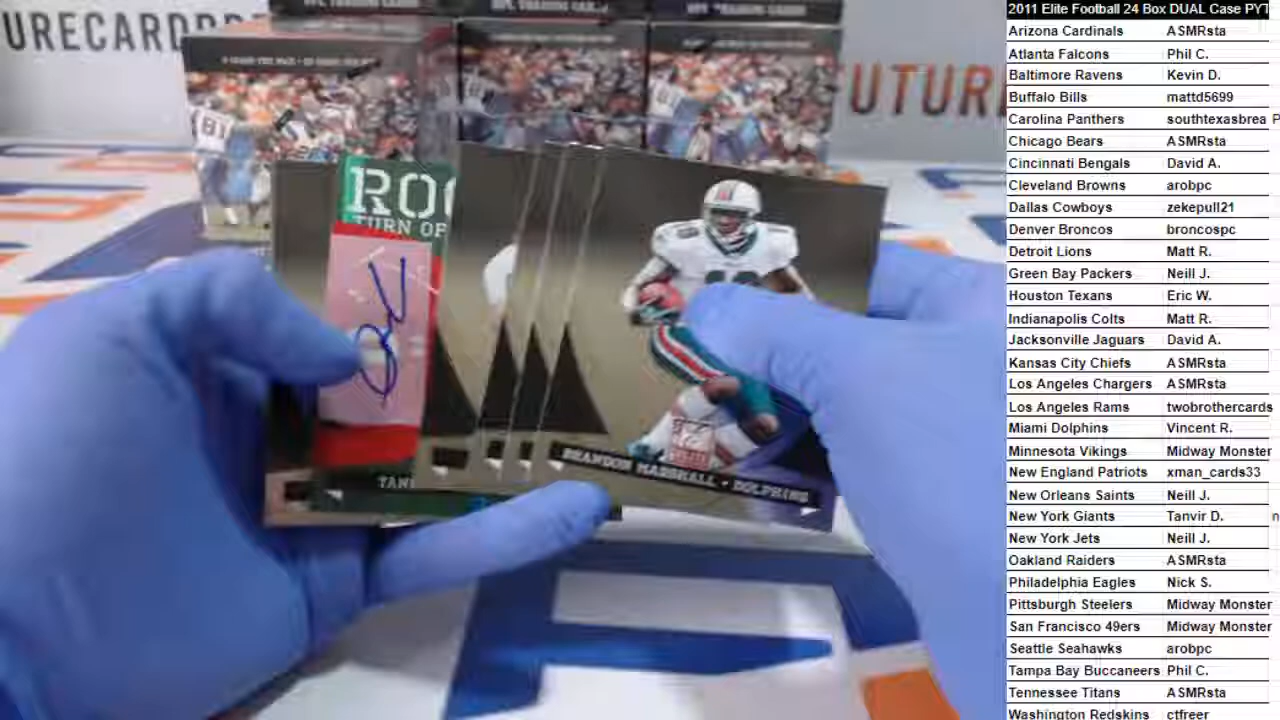 URECARDBR
UTURE
ROO
TURN OF
TAN
BRANDON MARSHALL • DOLPHINS
2011 Elite Football 24 Box DUAL Case PYT
Arizona Cardinals ASMRsta
Atlanta Falcons Phil C.
Baltimore Ravens Kevin D.
Buffalo Bills mattd5699
Carolina Panthers southtexasbrea P
Chicago Bears ASMRsta
Cincinnati Bengals David A.
Cleveland Browns arobpc
Dallas Cowboys zekepull21
Denver Broncos broncospc
Detroit Lions Matt R.
Green Bay Packers Neill J.
Houston Texans Eric W.
Indianapolis Colts Matt R.
Jacksonville Jaguars David A.
Kansas City Chiefs ASMRsta
Los Angeles Chargers ASMRsta
Los Angeles Rams twobrothercards
Miami Dolphins Vincent R.
Minnesota Vikings Midway Monster
New England Patriots xman_cards33
New Orleans Saints Neill J.
New York Giants Tanvir D. n
New York Jets Neill J.
Oakland Raiders ASMRsta
Philadelphia Eagles Nick S.
Pittsburgh Steelers Midway Monster
San Francisco 49ers Midway Monster
Seattle Seahawks arobpc
Tampa Bay Buccaneers Phil C.
Tennessee Titans ASMRsta
Washington Redskins ctfreer